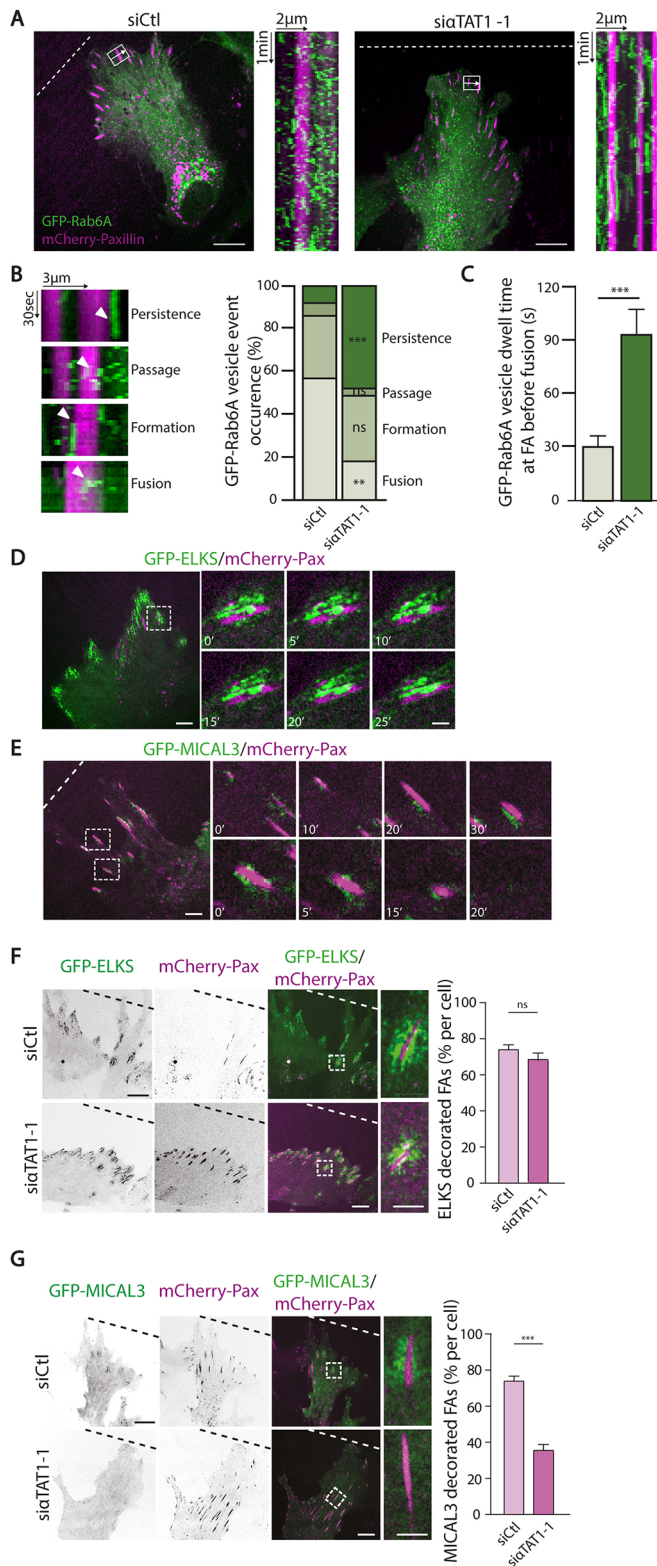 A
siCtl
2μm
1min
siαTAT1 -1
2μm
1min
GFP-Rab6A
mCherry-Paxillin
B
3μm
30sec
Persistence
Passage
Formation
Fusion
GFP-Rab6A vesicle event
occurence (%)
100
80
60
40
20
0
***
ns
ns
**
Persistence
Passage
Formation
Fusion
siCtl
siαTAT1-1
C
GFP-Rab6A vesicle dwell time
at FA before fusion (s)
120
90
60
30
0
***
siCtl
siαTAT1-1
D
GFP-ELKS/mCherry-Pax
0’
5’
10’
15’
20’
25’
E
GFP-MICAL3/mCherry-Pax
0’
10’
20’
30’
0’
5’
15’
20’
F
GFP-ELKS
mCherry-Pax
GFP-ELKS/
mCherry-Pax
siCtl
siαTAT1-1
ELKS decorated FAs (% per cell)
100
80
60
40
20
0
ns
siCtl
siαTAT1-1
G
GFP-MICAL3
mCherry-Pax
GFP-MICAL3/
mCherry-Pax
siCtl
siαTAT1-1
MICAL3 decorated FAs (% per cell)
100
80
60
40
20
0
***
siCtl
siαTAT1-1